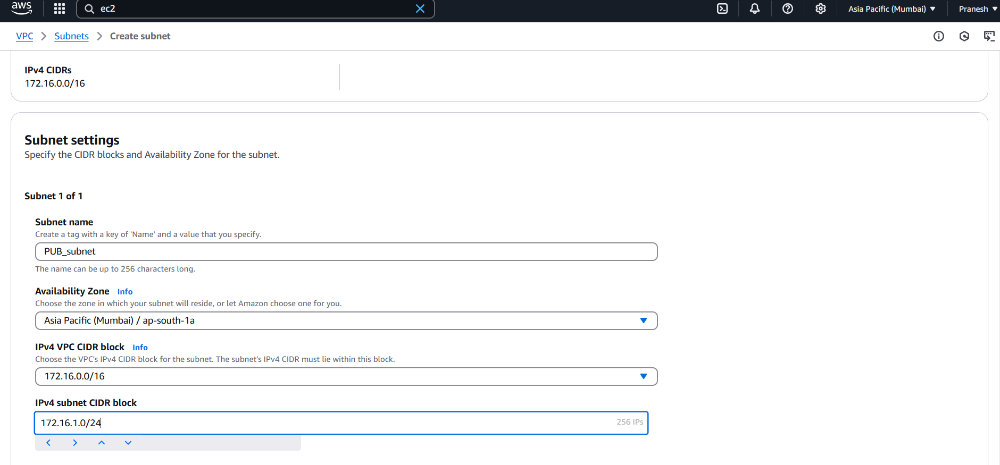 aws
ec2
Asia Pacific (Mumbai)
Pranesh
VPC
Subnets
Create subnet
IPv4 CIDRs
172.16.0.0/16
Subnet settings
Specify the CIDR blocks and Availability Zone for the subnet.
Subnet 1 of 1
Subnet name
Create a tag with a key of 'Name' and a value that you specify.
PUB_subnet
The name can be up to 256 characters long.
Availability Zone Info
Choose the zone in which your subnet will reside, or let Amazon choose one for you.
Asia Pacific (Mumbai) / ap-south-1a
IPv4 VPC CIDR block Info
Choose the VPC's IPv4 CIDR block for the subnet. The subnet's IPv4 CIDR must lie within this block.
172.16.0.0/16
IPv4 subnet CIDR block
172.16.1.0/24 256 IPs